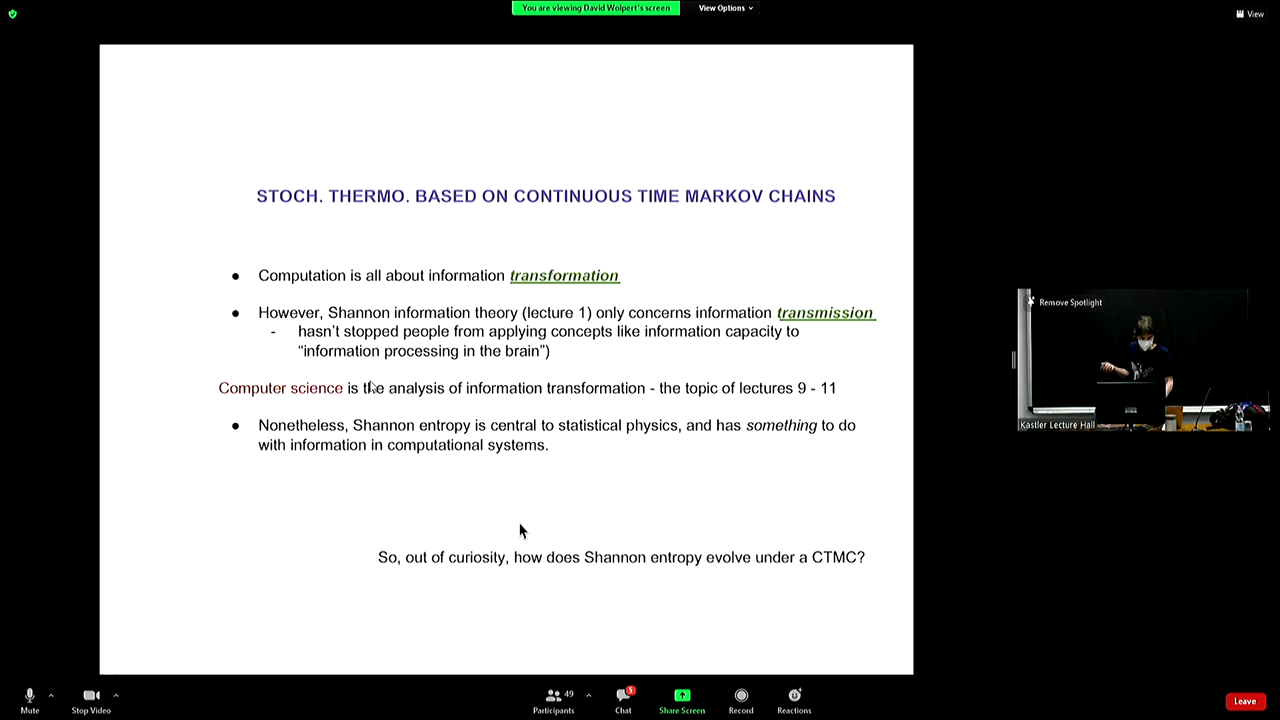 You are viewing David Wolpert's screen
View Options
View
STOCH. THERMO. BASED ON CONTINUOUS TIME MARKOV CHAINS
● Computation is all about information transformation
● However, Shannon information theory (lecture 1) only concerns information transmission
- hasn't stopped people from applying concepts like information capacity to
“information processing in the brain”)
Computer science is the analysis of information transformation - the topic of lectures 9 - 11
● Nonetheless, Shannon entropy is central to statistical physics, and has something to do
with information in computational systems.
So, out of curiosity, how does Shannon entropy evolve under a CTMC?
Remove Spotlight
Kastler Lecture Hall
Mute
Stop Video
49
Participants
5
Chat
Share Screen
Record
Reactions
Leave